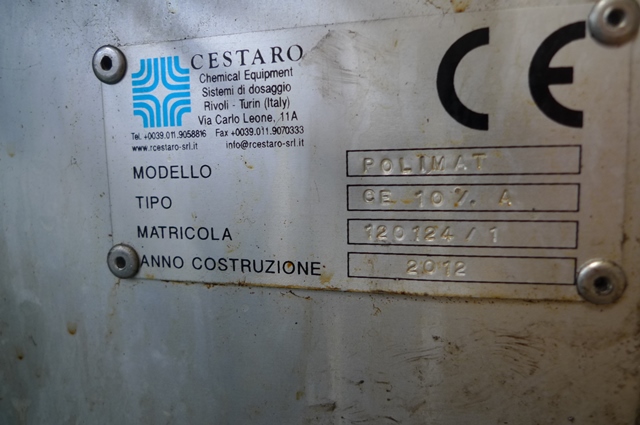 CESTARO
Chemical Equipment
Sistemi di dosaggio
Rivoli - Turin (Italy)
Via Carlo Leone, 11A
Tel. +0039.011.9058816 Fax +0039.011.9070333
www.rcestaro-srl.it info@rcestaro-srl.it
CE
MODELLO POLIMAT
TIPO CE 10% A
MATRICOLA 120124/1
ANNO COSTRUZIONE 1 2012